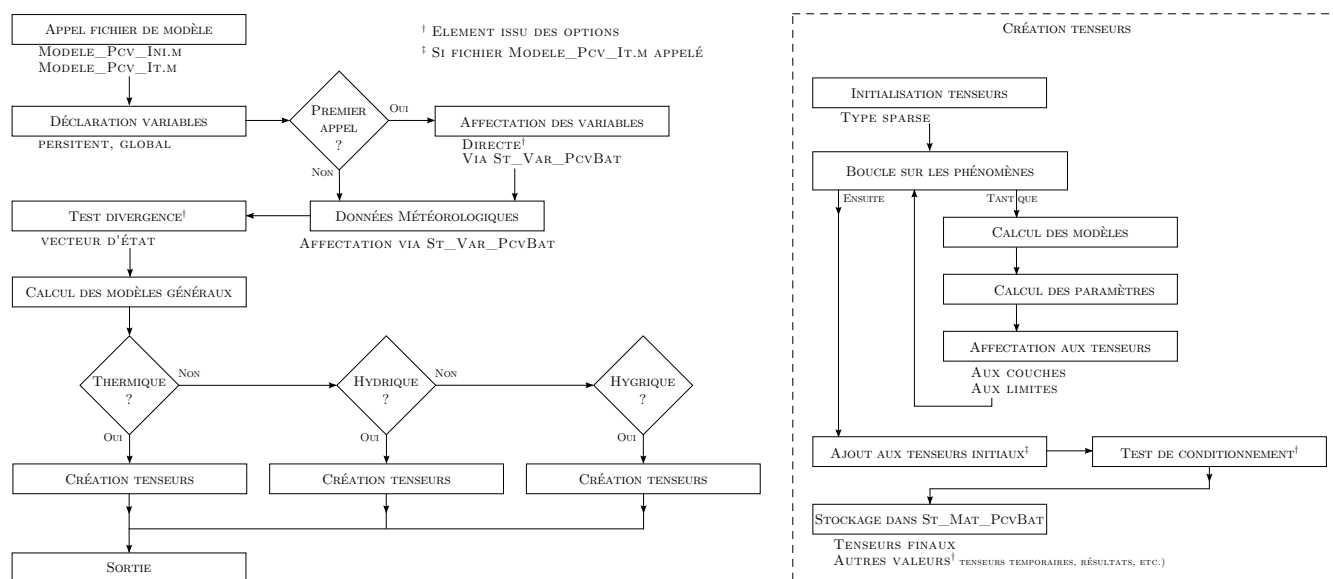 Appel fichier de modèle
Modele_Pcv_Ini.m
Modele_Pcv_It.m
† Element issu des options
‡ Si fichier Modele_Pcv_It.m appelé
Déclaration variables
persitent, global
Premier
appel
?
Oui
Non
Affectation des variables
Directe†
Via St_Var_PcvBat
Test divergence†
vecteur d'état
Données Météorologiques
Affectation via St_Var_PcvBat
Calcul des modèles généraux
Thermique
?
Non
Oui
Hydrique
?
Non
Oui
Hygrique
?
Oui
Création tenseurs
Création tenseurs
Création tenseurs
Sortie
Création tenseurs
Initialisation tenseurs
Type sparse
Boucle sur les phénomènes
Ensuite
Tant que
Calcul des modèles
Calcul des paramètres
Affectation aux tenseurs
Aux couches
Aux limites
Ajout aux tenseurs initiaux‡
Test de conditionnement†
Stockage dans St_Mat_PcvBat
Tenseurs finaux
Autres valeurs† tenseurs temporaires, résultats, etc.)